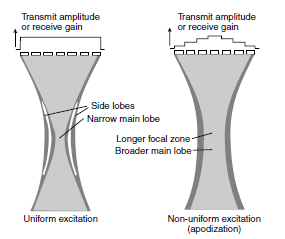 Transmit amplitude
or receive gain
Transmit amplitude
or receive gain
Side lobes
Narrow main lobe
Longer focal zone
Broader main lobe
Uniform excitation
Non-uniform excitation
(apodization)